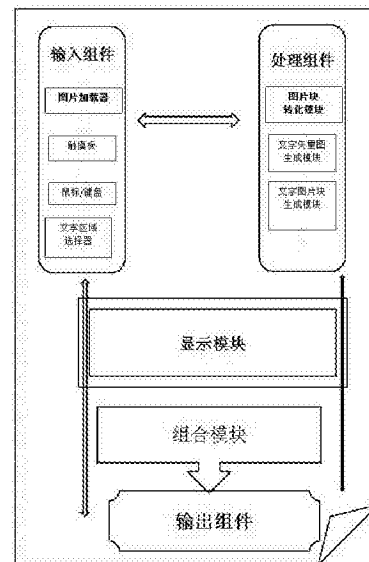 输入组件
图片加载器
触摸板
鼠标/键盘
文字区域
选择器
处理组件
图片块
转化模块
文字矢量图
生成模块
文字图片块
生成模块
显示模块
组合模块
输出组件